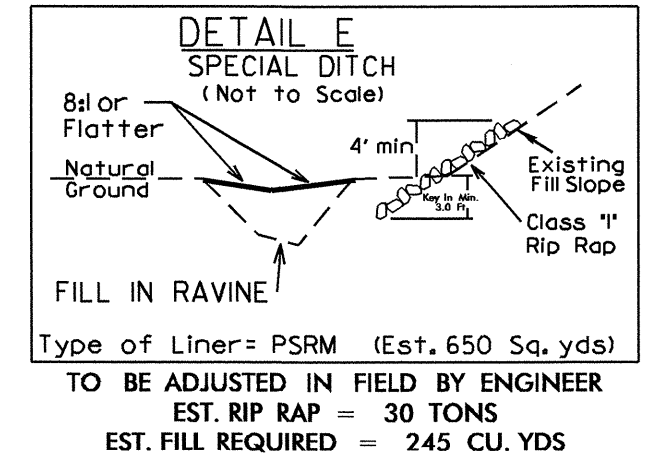 DETAIL E
SPECIAL DITCH
(Not to Scale)
8:1 or
Flatter
Natural
Ground
4' min
Key In Min.
3.0 Ft.
Existing
Fill Slope
Class "1"
Rip Rap
FILL IN RAVINE
Type of Liner= PSRM (Est. 650 Sq. yds)
TO BE ADJUSTED IN FIELD BY ENGINEER
EST. RIP RAP = 30 TONS
EST. FILL REQUIRED = 245 CU. YDS